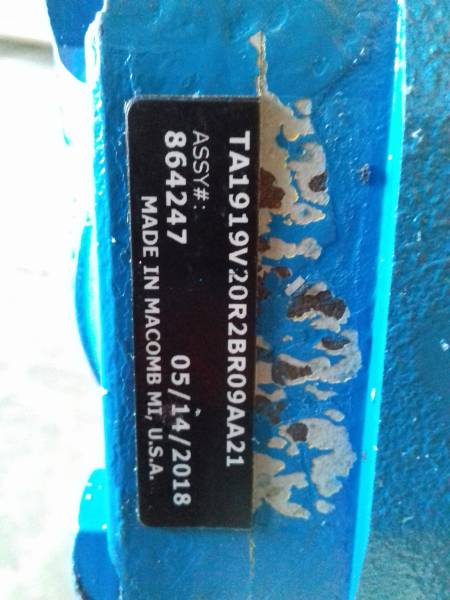 TA1919V20R2BR09AA21
ASSY#:
864247 05/14/2018
MADE IN MACOMB MI, U.S.A.